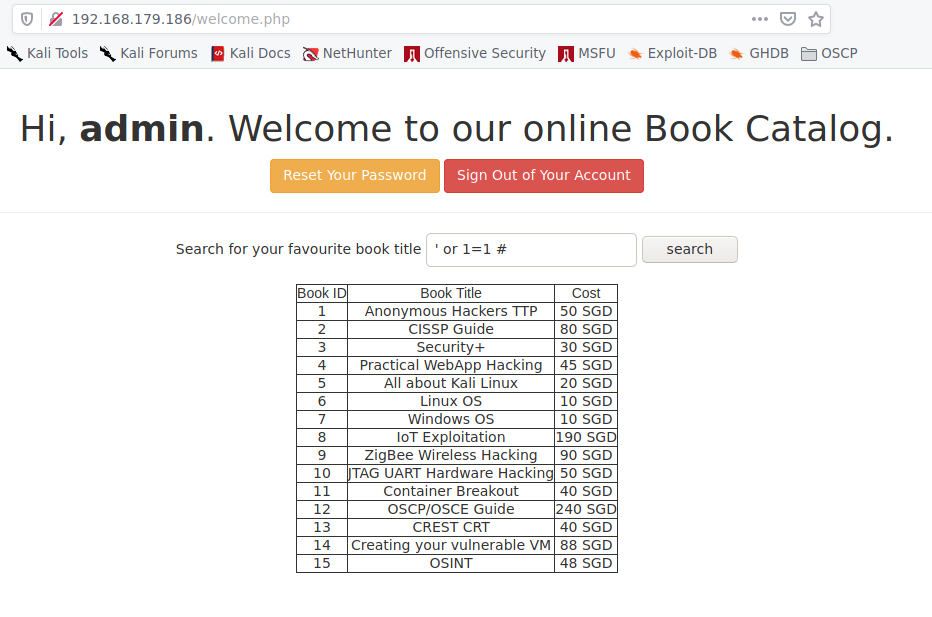 192.168.179.186/welcome.php
Kali Tools Kali Forums Kali Docs NetHunter Offensive Security MSFU Exploit-DB GHDB OSCP
Hi, admin. Welcome to our online Book Catalog.
Reset Your Password Sign Out of Your Account
Search for your favourite book title ' or 1=1 # search
Book ID Book Title Cost
1 Anonymous Hackers TTP 50 SGD
2 CISSP Guide 80 SGD
3 Security+ 30 SGD
4 Practical WebApp Hacking 45 SGD
5 All about Kali Linux 20 SGD
6 Linux OS 10 SGD
7 Windows OS 10 SGD
8 IoT Exploitation 190 SGD
9 ZigBee Wireless Hacking 90 SGD
10 JTAG UART Hardware Hacking 50 SGD
11 Container Breakout 40 SGD
12 OSCP/OSCE Guide 240 SGD
13 CREST CRT 40 SGD
14 Creating your vulnerable VM 88 SGD
15 OSINT 48 SGD